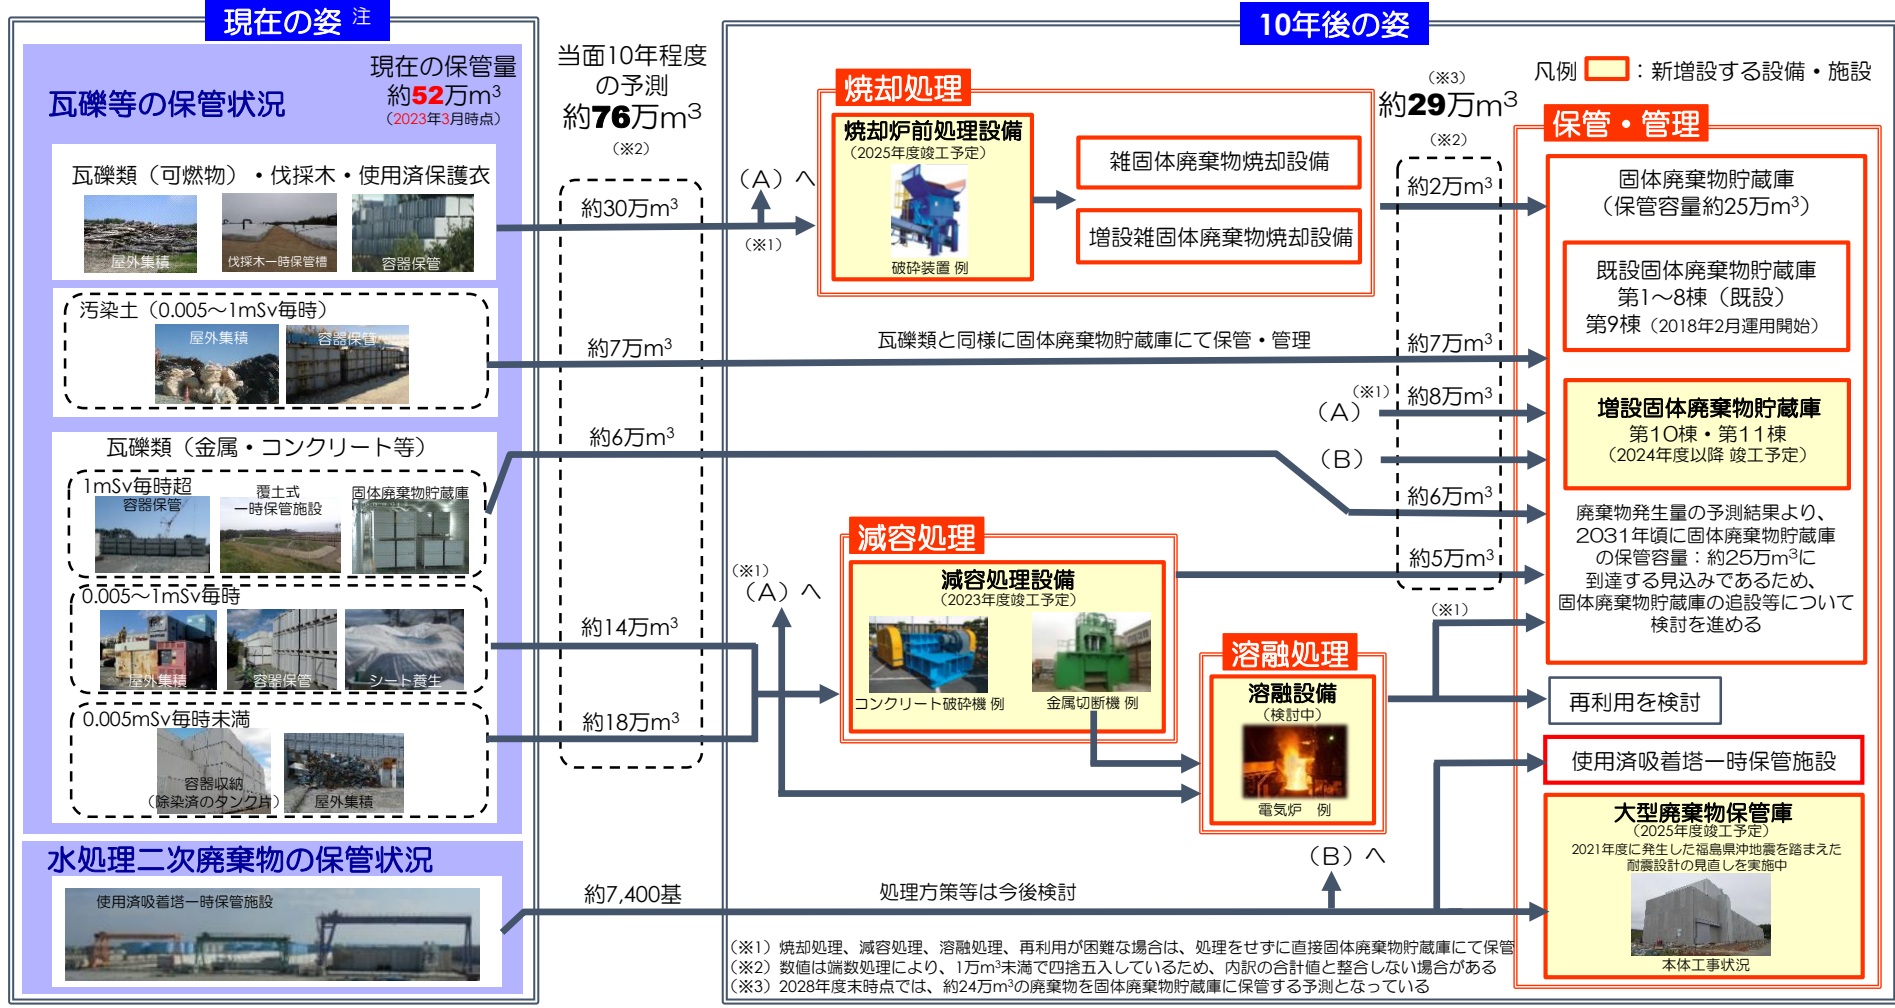 現在の姿 注
瓦礫等の保管状況
現在の保管量
約52万m³
（2023年3月時点）
瓦礫類（可燃物）・伐採木・使用済保護衣
屋外集積
伐採木一時保管槽
容器保管
汚染土（0.005～1mSv毎時）
屋外集積
容器保管
瓦礫類（金属・コンクリート等）
1mSv毎時超
容器保管
覆土式
一時保管施設
固体廃棄物貯蔵庫
0.005～1mSv毎時
屋外集積
容器保管
シート養生
0.005mSv毎時未満
容器収納
（除染済のタンク片）
屋外集積
水処理二次廃棄物の保管状況
使用済吸着塔一時保管施設
当面10年程度
の予測
約76万m³
（※2）
約30万m³
約7万m³
約6万m³
約14万m³
約18万m³
約7,400基
10年後の姿
凡例 ：新増設する設備・施設
（A）へ
（※1）
焼却処理
焼却炉前処理設備
（2025年度竣工予定）
破砕装置 例
雑固体廃棄物焼却設備
増設雑固体廃棄物焼却設備
瓦礫類と同様に固体廃棄物貯蔵庫にて保管・管理
（※1）
（A）へ
減容処理
減容処理設備
（2023年度竣工予定）
コンクリート破砕機 例
金属切断機 例
溶融処理
溶融設備
（検討中）
電気炉 例
（B）へ
処理方策等は今後検討
（※3）
約29万m³
（※2）
約2万m³
約7万m³
（※1）
（A）
約8万m³
（B）
約6万m³
約5万m³
（※1）
保管・管理
固体廃棄物貯蔵庫
（保管容量約25万m³）
既設固体廃棄物貯蔵庫
第1～8棟（既設）
第9棟（2018年2月運用開始）
増設固体廃棄物貯蔵庫
第10棟・第11棟
（2024年度以降 竣工予定）
廃棄物発生量の予測結果より、
2031年頃に固体廃棄物貯蔵庫
の保管容量：約25万m³に
到達する見込みであるため、
固体廃棄物貯蔵庫の追設等について
検討を進める
再利用を検討
使用済吸着塔一時保管施設
大型廃棄物保管庫
（2025年度竣工予定）
2021年度に発生した福島県沖地震を踏まえた
耐震設計の見直しを実施中
本体工事状況
（※1）焼却処理、減容処理、溶融処理、再利用が困難な場合は、処理をせずに直接固体廃棄物貯蔵庫にて保管
（※2）数値は端数処理により、1万m³未満で四捨五入しているため、内訳の合計値と整合しない場合がある
（※3）2028年度末時点では、約24万m³の廃棄物を固体廃棄物貯蔵庫に保管する予測となっている